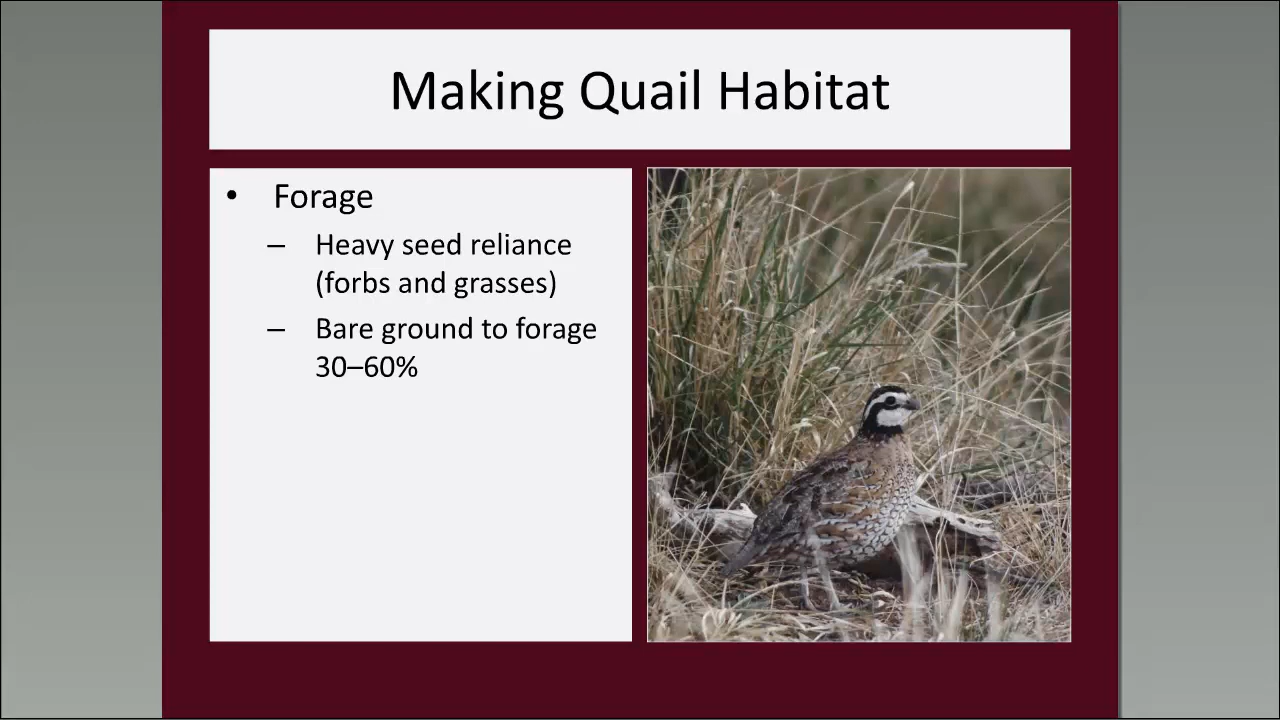 Making Quail Habitat
• Forage
– Heavy seed reliance
(forbs and grasses)
– Bare ground to forage
30–60%